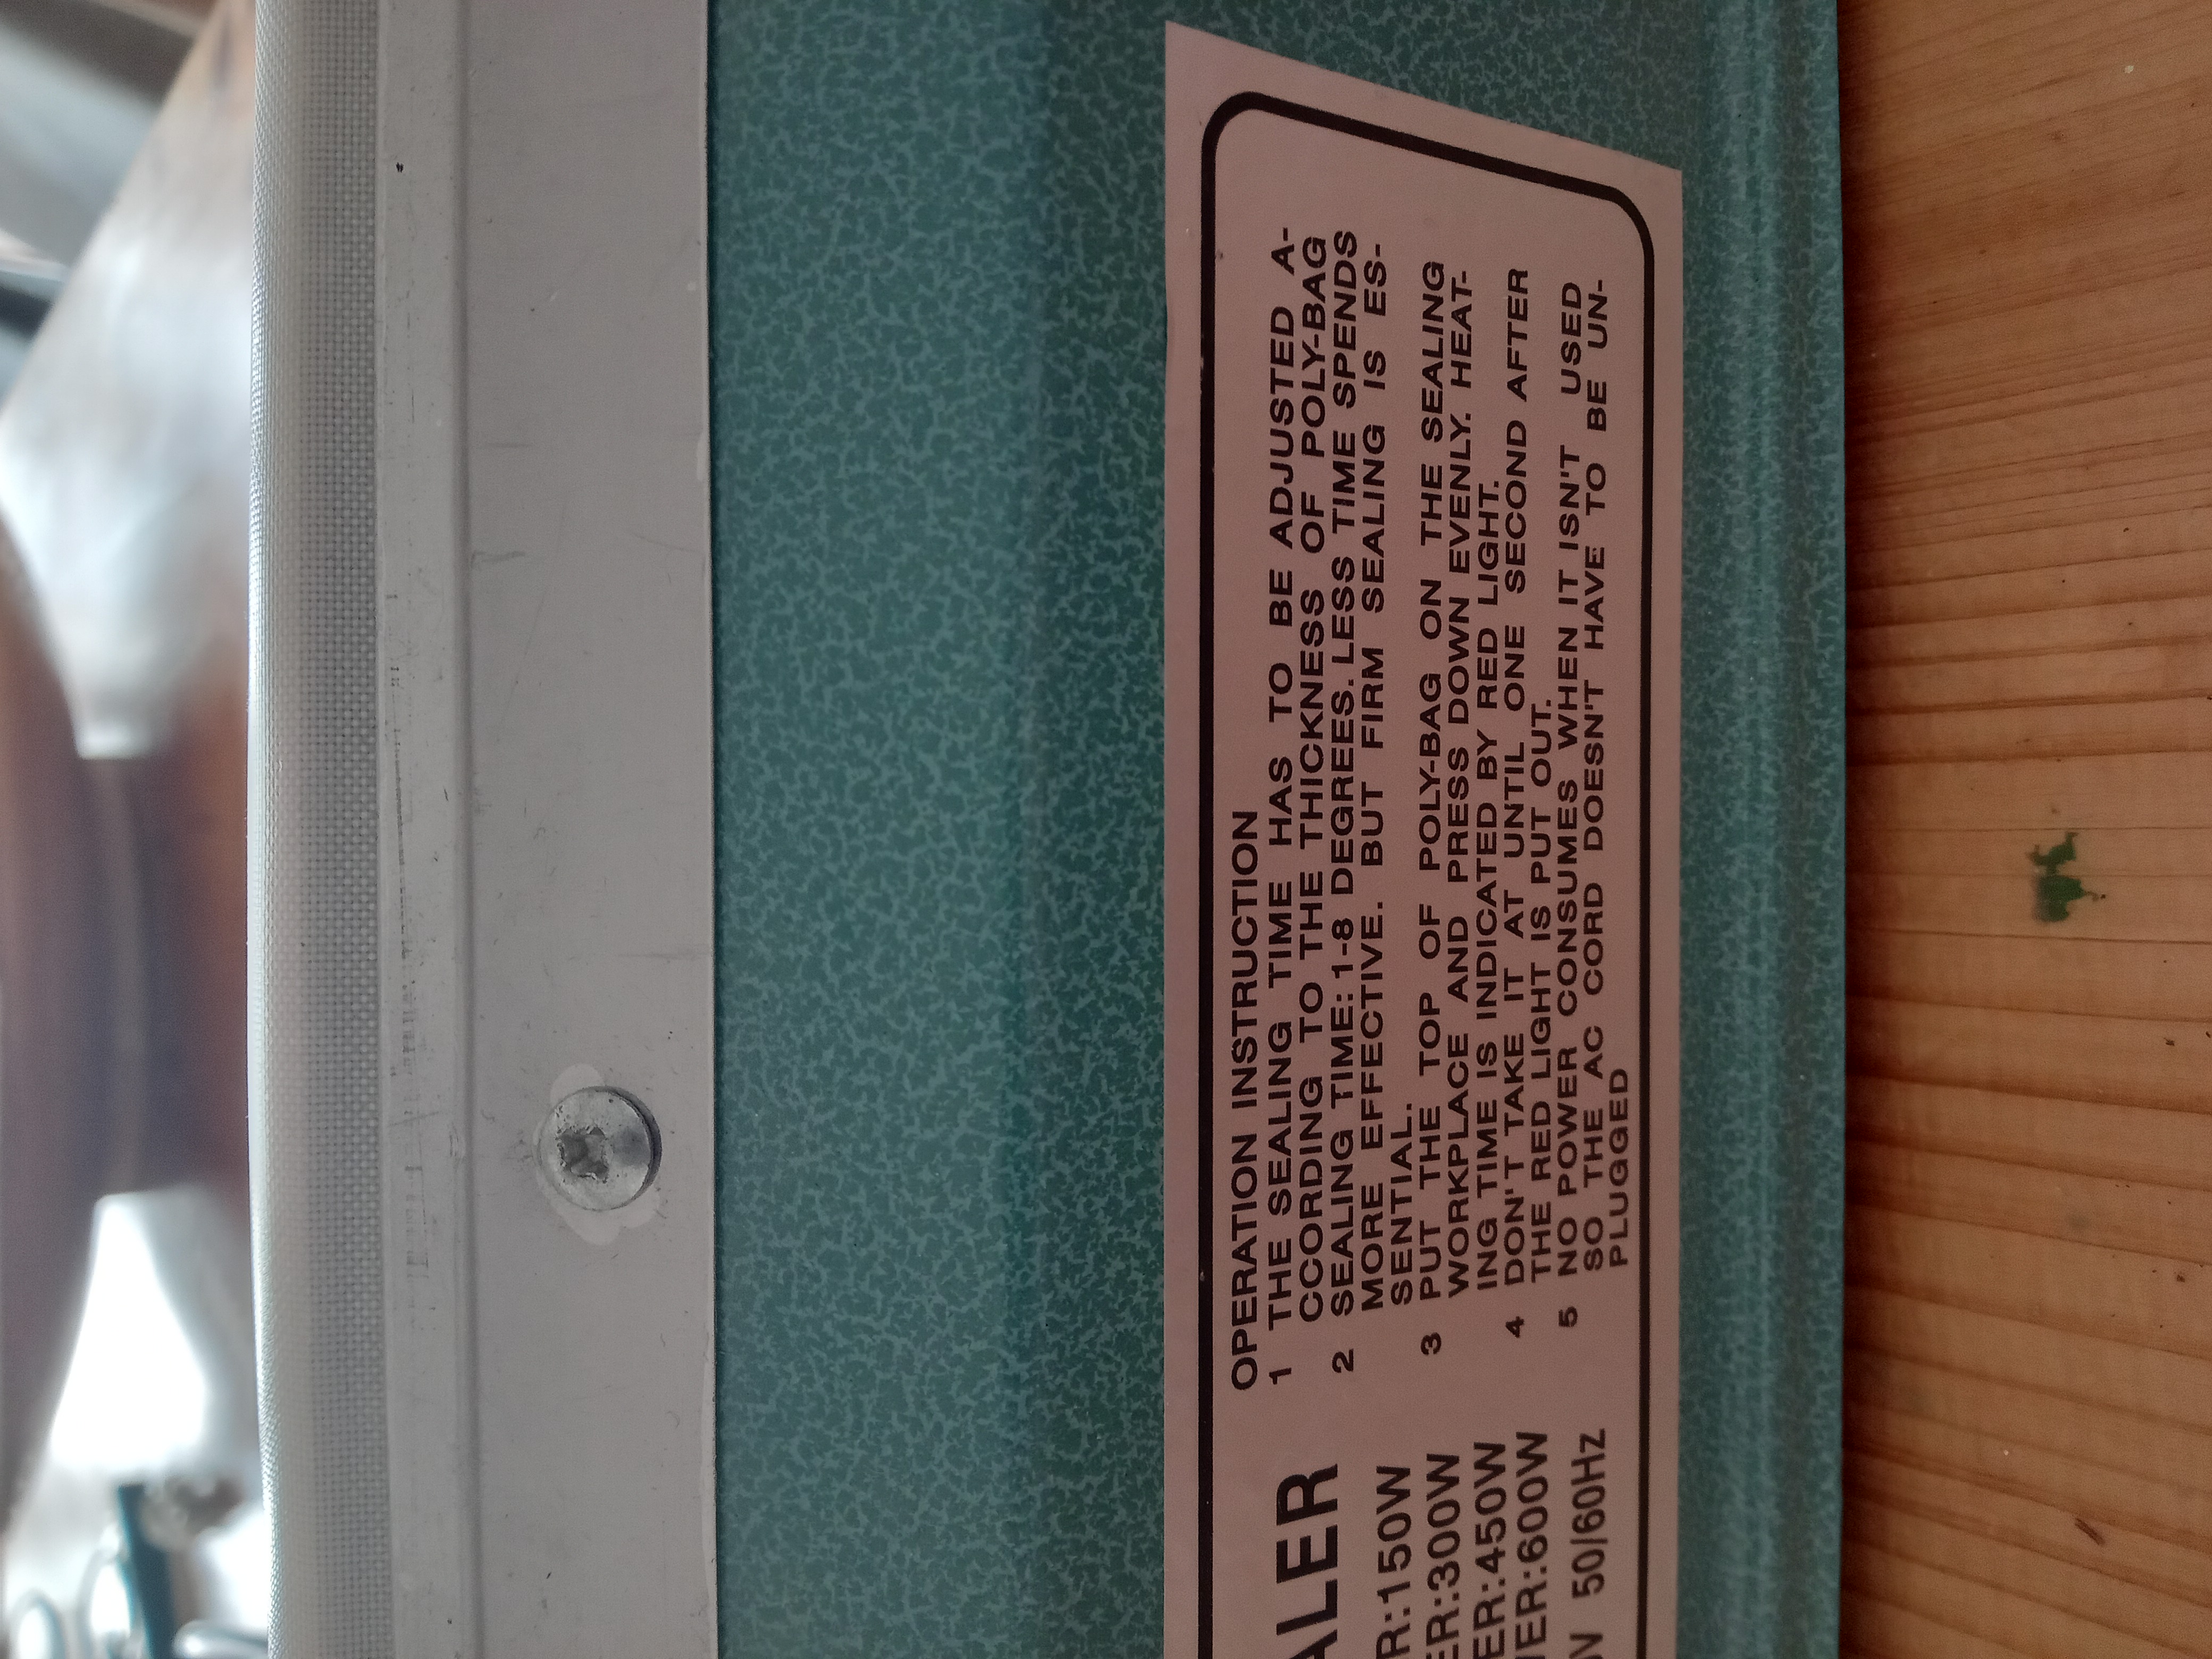 OPERATION INSTRUCTION
1 THE SEALING TIME HAS TO BE ADJUSTED A-
CCORDING TO THE THICKNESS OF POLY-BAG
2 SEALING TIME: 1-8 DEGREES. LESS TIME SPENDS
MORE EFFECTIVE. BUT FIRM SEALING IS ES-
SENTIAL.
3 PUT THE TOP OF POLY-BAG ON THE SEALING
WORKPLACE AND PRESS DOWN EVENLY. HEAT-
ING TIME IS INDICATED BY RED LIGHT.
4 DON'T TAKE IT AT UNTIL ONE SECOND AFTER
THE RED LIGHT IS PUT OUT.
5 NO POWER CONSUMES WHEN IT ISN'T USED
SO THE AC CORD DOESN'T HAVE TO BE UN-
PLUGGED
ALER
R:150W
ER:300W
ER:450W
WER:600W
0V 50/60Hz